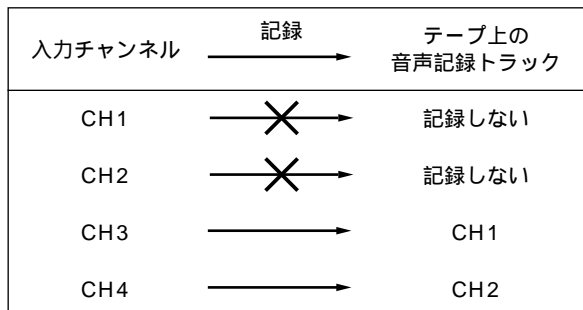 入力チャンネル 記録 テープ上の
音声記録トラック
CH1 記録しない
CH2 記録しない
CH3 CH1
CH4 CH2